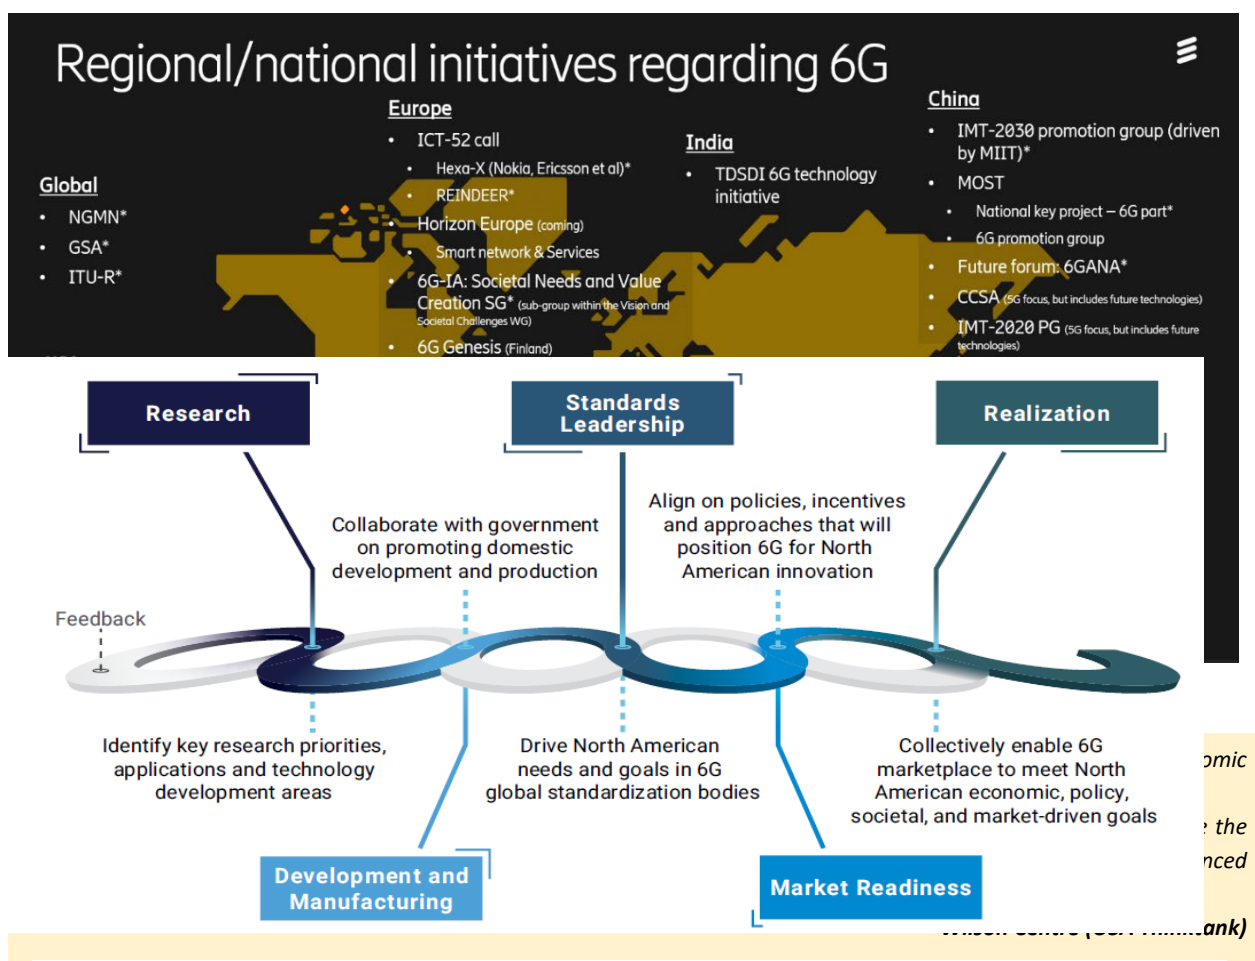 Regional/national initiatives regarding 6G
Global
• NGMN*
• GSA*
• ITU-R*
Europe
• ICT-52 call
• Hexa-X (Nokia, Ericsson et al)*
• REINDEER*
• Horizon Europe (coming)
• Smart network & Services
• 6G-IA: Societal Needs and Value
Creation SG* (sub-group within the Vision and
Societal Challenges WG)
• 6G Genesis (Finland)
India
• TDSDI 6G technology
initiative
China
• IMT-2030 promotion group (driven
by MIIT)*
• MOST
• National key project – 6G part*
• 6G promotion group
• Future forum: 6GANA*
• CCSA (5G focus, but includes future technologies)
• IMT-2020 PG (5G focus, but includes future
technologies)
Research
Standards
Leadership
Realization
Collaborate with government
on promoting domestic
development and production
Align on policies, incentives
and approaches that will
position 6G for North
American innovation
Feedback
Identify key research priorities,
applications and technology
development areas
Drive North American
needs and goals in 6G
global standardization bodies
Collectively enable 6G
marketplace to meet North
American economic, policy,
societal, and market-driven goals
Development and
Manufacturing
Market Readiness
omic
the
nced